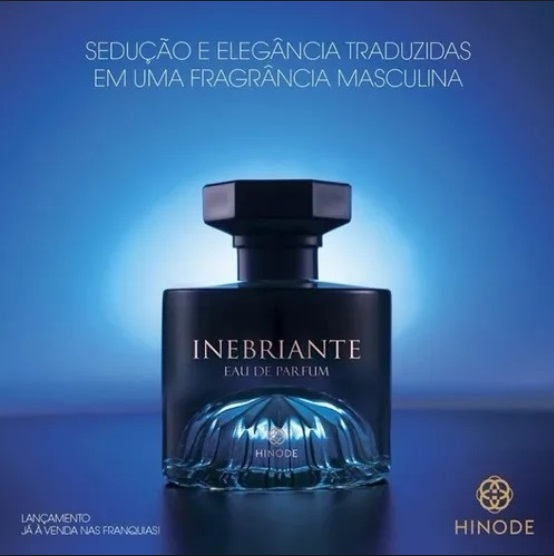 SEDUÇÃO E ELEGÂNCIA TRADUZIDAS
EM UMA FRAGRÂNCIA MASCULINA
INEBRIANTE
EAU DE PARFUM
HINODE
LANÇAMENTO
JÁ À VENDA NAS FRANQUIAS!
HINODE